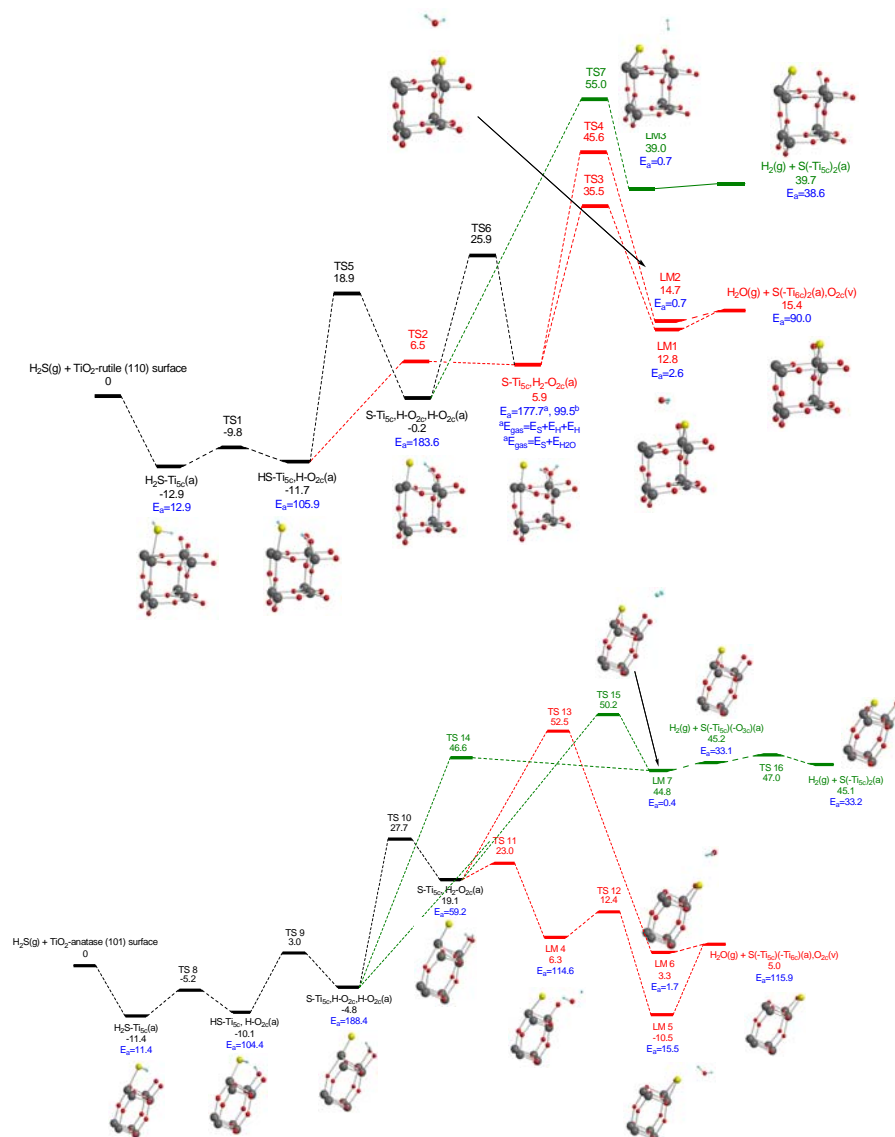 TS7
55.0
LM3
39.0
Eₐ=0.7
TS4
45.6
H₂(g) + S(-Ti₅c)₂(a)
39.7
Eₐ=38.6
TS3
35.5
TS6
25.9
TS5
18.9
LM2
14.7
Eₐ=0.7
H₂O(g) + S(-Ti₅c)₂(a),O₂c(v)
15.4
Eₐ=90.0
TS2
6.5
LM1
12.8
Eₐ=2.6
H₂S(g) + TiO₂-rutile (110) surface
0
S-Ti₅c,H₂-O₂c(a)
5.9
Eₐ=177.7ᵃ, 99.5ᵇ
ᵃE_gas=E_S+E_H+E_H
ᵃE_gas=E_S+E_H2O
TS1
-9.8
S-Ti₅c,H-O₂c,H-O₂c(a)
-0.2
Eₐ=183.6
H₂S-Ti₅c(a)
-12.9
Eₐ=12.9
HS-Ti₅c,H-O₂c(a)
-11.7
Eₐ=105.9
TS 15
50.2
TS 13
52.5
H₂(g) + S(-Ti₅c)(-O₃c)(a)
45.2
Eₐ=33.1
TS 14
46.6
LM 7
44.8
Eₐ=0.4
TS 16
47.0
H₂(g) + S(-Ti₅c)₂(a)
45.1
Eₐ=33.2
TS 10
27.7
TS 11
23.0
S-Ti₅c,H₂-O₂c(a)
19.1
Eₐ=59.2
TS 12
12.4
TS 9
3.0
LM 4
6.3
Eₐ=114.6
LM 6
3.3
Eₐ=1.7
H₂O(g) + S(-Ti₅c)(-Ti₅c)(a),O₂c(v)
5.0
Eₐ=115.9
H₂S(g) + TiO₂-anatase (101) surface
0
TS 8
-5.2
S-Ti₅c,H-O₂c,H-O₂c(a)
-4.8
Eₐ=188.4
H₂S-Ti₅c(a)
-11.4
Eₐ=11.4
HS-Ti₅c, H-O₂c(a)
-10.1
Eₐ=104.4
LM 5
-10.5
Eₐ=15.5